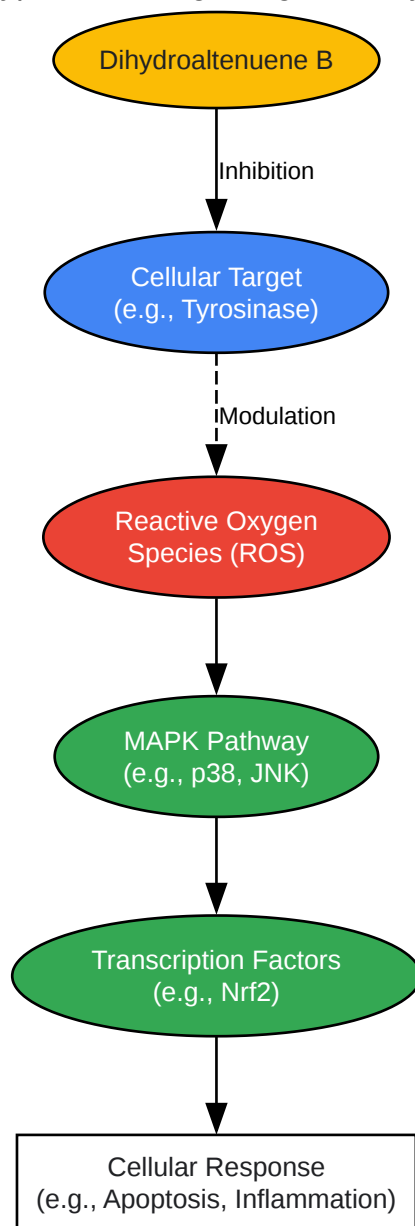 Dihydroaltenuene B
Inhibition
Cellular Target
(e.g., Tyrosinase)
Modulation
Reactive Oxygen
Species (ROS)
MAPK Pathway
(e.g., p38, JNK)
Transcription Factors
(e.g., Nrf2)
Cellular Response
(e.g., Apoptosis, Inflammation)